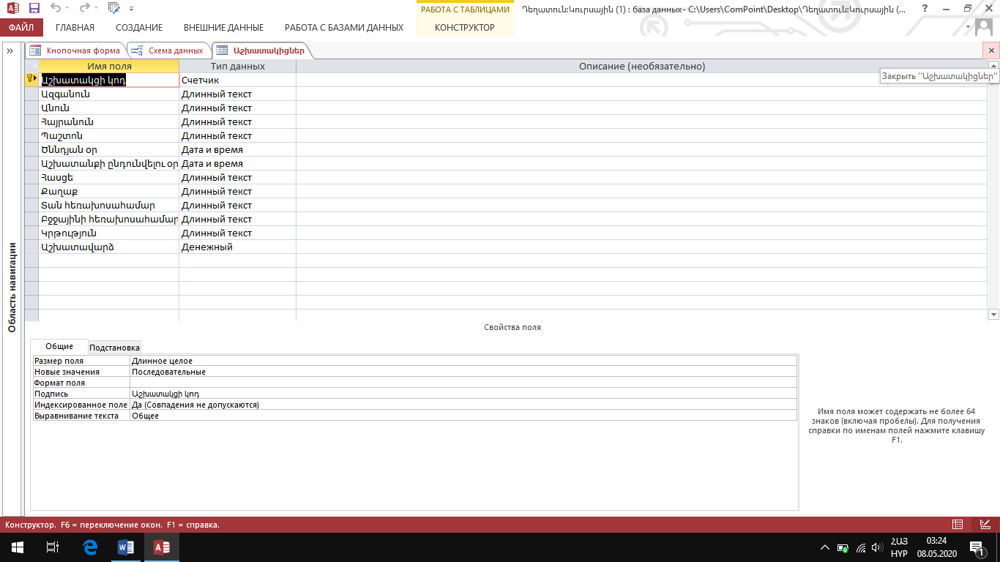 РАБОТА С ТАБЛИЦАМИ
Դեղատուն:Կուրսային (1) : база данных- C:\Users\ComPoint\Desktop\Դեղատուն:Կուրսային (...
ФАЙЛ ГЛАВНАЯ СОЗДАНИЕ ВНЕШНИЕ ДАННЫЕ РАБОТА С БАЗАМИ ДАННЫХ КОНСТРУКТОР
Кнопочная форма Схема данных Աշխատակիցներ
Имя поля Тип данных Описание (необязательно)
Закрыть "Աշխատակիցներ"
Աշխատակցի կոդ Счетчик
Ազգանուն Длинный текст
Անուն Длинный текст
Հայրանուն Длинный текст
Պաշտոն Длинный текст
Ծննդյան օր Дата и время
Աշխատանքի ընդունվելու օր Дата и время
Հասցե Длинный текст
Քաղաք Длинный текст
Տան հեռախոսահամար Длинный текст
Բջջայինի հեռախոսահամար Длинный текст
Կրթություն Длинный текст
Աշխատավարձ Денежный
Область навигации
Свойства поля
Общие Подстановка
Размер поля Длинное целое
Новые значения Последовательные
Формат поля
Подпись Աշխատակցի կոդ
Индексированное поле Да (Совпадения не допускаются)
Выравнивание текста Общее
Имя поля может содержать не более 64
знаков (включая пробелы). Для получения
справки по именам полей нажмите клавишу
F1.
Конструктор. F6 = переключение окон. F1 = справка.
ՀԱՅ 03:24
HYP 08.05.2020
1